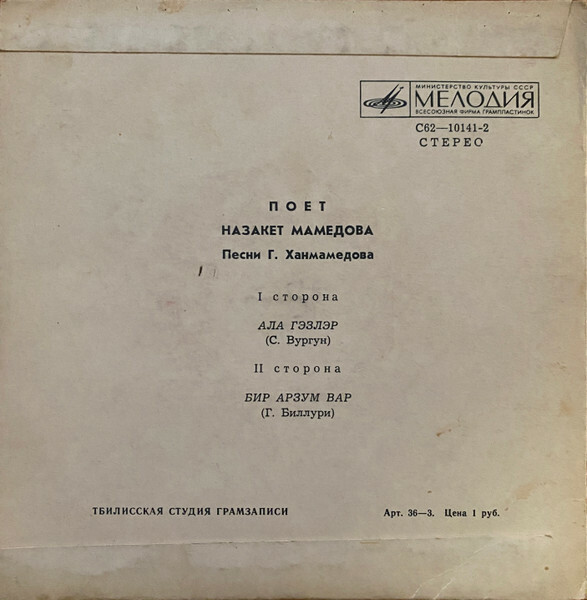 МИНИСТЕРСТВО КУЛЬТУРЫ СССР
МЕЛОДИЯ
ВСЕСОЮЗНАЯ ФИРМА ГРАМПЛАСТИНОК
С62—10141-2
СТЕРЕО
ПОЕТ
НАЗАКЕТ МАМЕДОВА
Песни Г. Ханмамедова
I сторона
АЛА ГЭЗЛЭР
(С. Вургун)
II сторона
БИР АРЗУМ ВАР
(Г. Биллури)
ТБИЛИССКАЯ СТУДИЯ ГРАМЗАПИСИ
Арт. 36—3. Цена 1 руб.